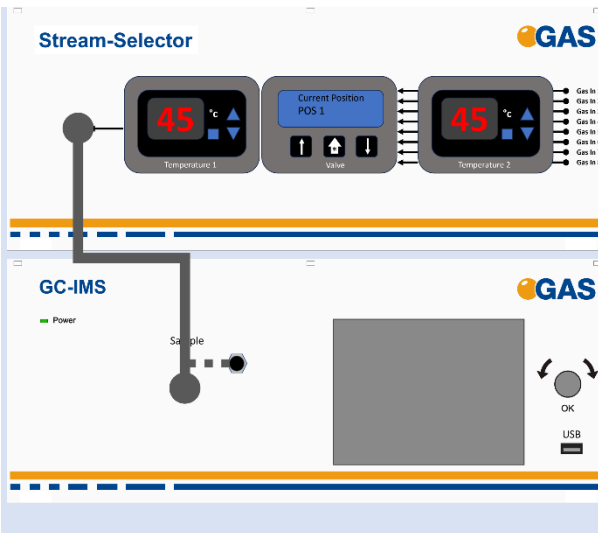 Stream-Selector
GAS
45 °c
Current Position
POS 1
45 °c
Temperature 1
Valve
Temperature 2
Gas In
Gas In
Gas In
Gas In
Gas In
Gas In
Gas In
Gas In
GC-IMS
GAS
Power
Sample
OK
USB